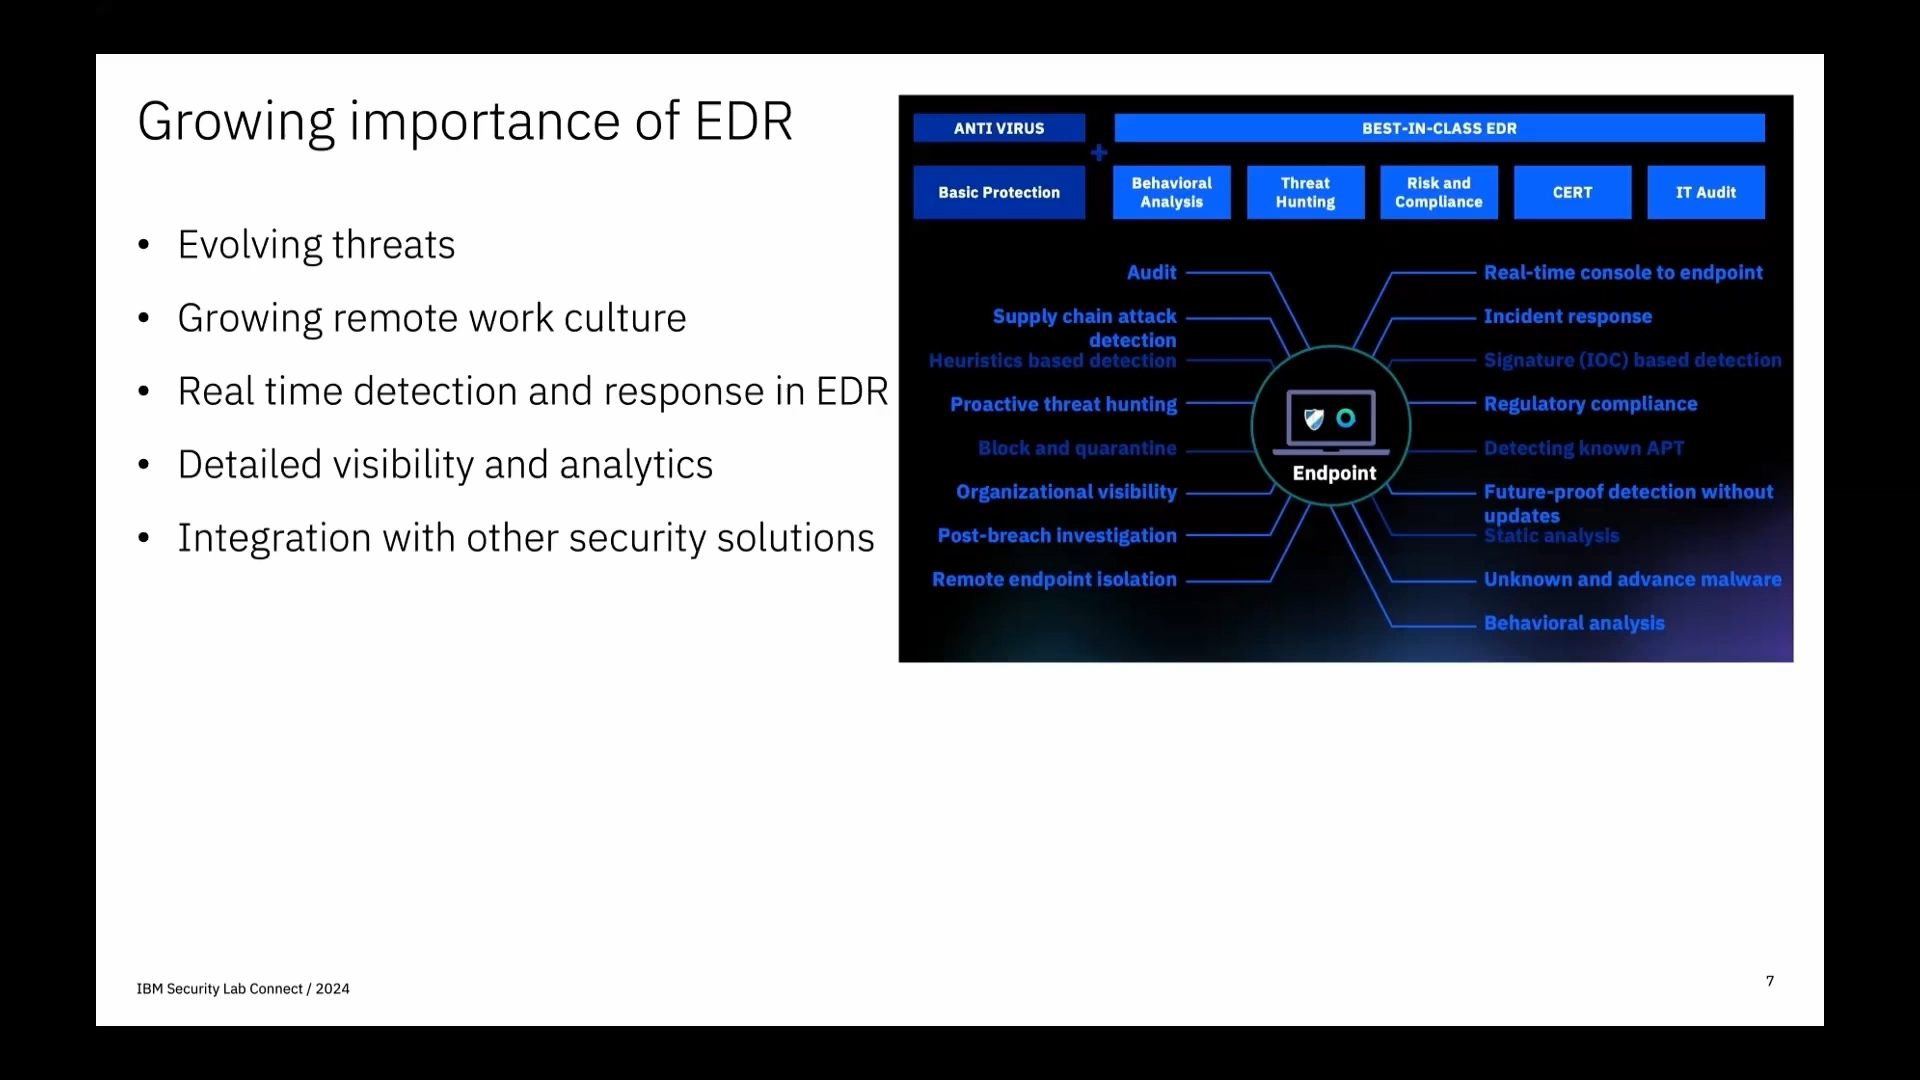 Growing importance of EDR
• Evolving threats
• Growing remote work culture
• Real time detection and response in EDR
• Detailed visibility and analytics
• Integration with other security solutions
ANTI VIRUS
+
BEST-IN-CLASS EDR
Basic Protection
Behavioral
Analysis
Threat
Hunting
Risk and
Compliance
CERT
IT Audit
Audit
Supply chain attack
detection
Heuristics based detection
Proactive threat hunting
Block and quarantine
Organizational visibility
Post-breach investigation
Remote endpoint isolation
Endpoint
Real-time console to endpoint
Incident response
Signature (IOC) based detection
Regulatory compliance
Detecting known APT
Future-proof detection without
updates
Static analysis
Unknown and advance malware
Behavioral analysis
IBM Security Lab Connect / 2024
7